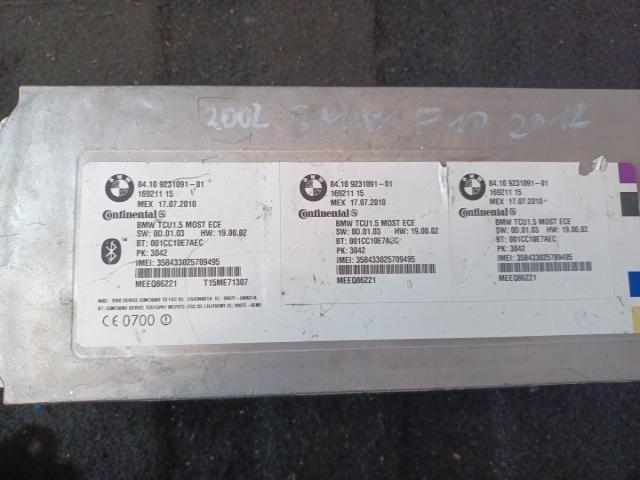 2002 BMW F10 2012
BMW
84.10 9231091-01
169211 15
MEX 17.07.2010
Continental
BMW TCU1.5 MOST ECE
SW: 00.01.03 HW: 19.00.02
BT: 001CC10E7AEC
PK: 3042
IMEI: 358433025709495
MEEQ86221 T15ME71307
CE0700
BMW
84.10 9231091-01
169211 15
MEX 17.07.2010
Continental
BMW TCU1.5 MOST ECE
SW: 00.01.03 HW: 19.00.02
BT: 001CC10E7AEC
PK: 3042
IMEI: 358433025709495
MEEQ86221
BMW
84.10 9231091-01
169211 15
MEX 17.07.2010
Continental
BMW TCU1.5 MOST ECE
SW: 00.01.03 HW: 19.00.02
BT: 001CC10E7AEC
PK: 3042
IMEI: 358433025709495
MEEQ86221